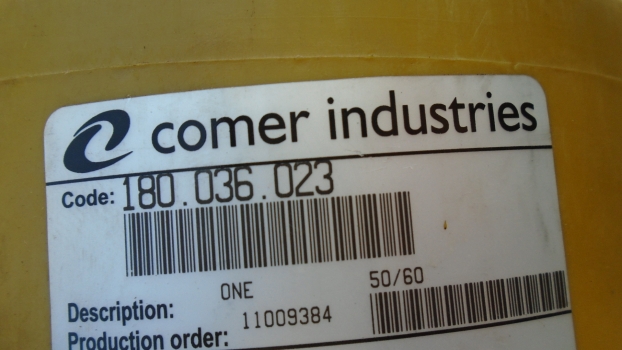 comer industries
Code: 180.036.023
ONE 50/60
Description: 11009384
Production order: